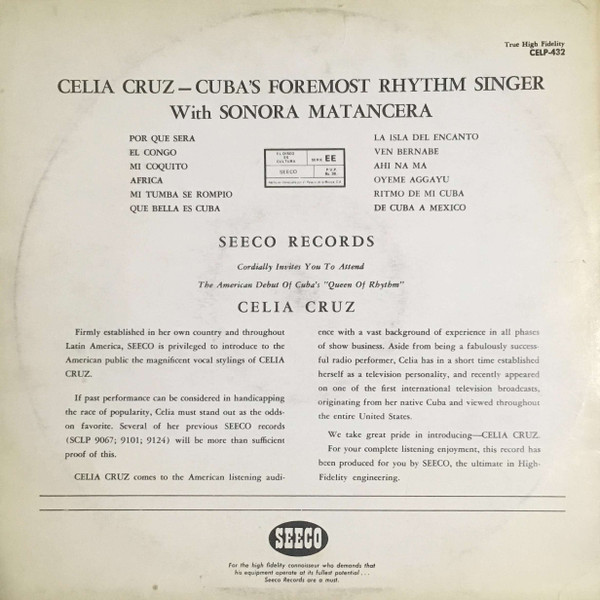 True High Fidelity
CELP-432
CELIA CRUZ — CUBA'S FOREMOST RHYTHM SINGER
With SONORA MATANCERA
POR QUE SERA
EL CONGO
MI COQUITO
AFRICA
MI TUMBA SE ROMPIO
QUE BELLA ES CUBA
EL DISCO
ES
CULTURA
SERIE EE
SEECO
P.V.P.
LA ISLA DEL ENCANTO
VEN BERNABE
AHI NA MA
OYEME AGGAYU
RITMO DE MI CUBA
DE CUBA A MEXICO
SEECO RECORDS
Cordially Invites You To Attend
The American Debut Of Cuba's "Queen Of Rhythm"
CELIA CRUZ
Firmly established in her own country and throughout
Latin America, SEECO is privileged to introduce to the
American public the magnificent vocal stylings of CELIA
CRUZ.
If past performance can be considered in handicapping
the race of popularity, Celia must stand out as the odds-
on favorite. Several of her previous SEECO records
(SCLP 9067; 9101; 9124) will be more than sufficient
proof of this.
CELIA CRUZ comes to the American listening audi-
ence with a vast background of experience in all phases
of show business. Aside from being a fabulously success-
ful radio performer, Celia has in a short time established
herself as a television personality, and recently appeared
on one of the first international television broadcasts,
originating from her native Cuba and viewed throughout
the entire United States.
We take great pride in introducing—CELIA CRUZ.
For your complete listening enjoyment, this record has
been produced for you by SEECO, the ultimate in High-
Fidelity engineering.
SEECO
For the high fidelity connoisseur who demands that
his equipment operate at its fullest potential ...
Seeco Records are a must.